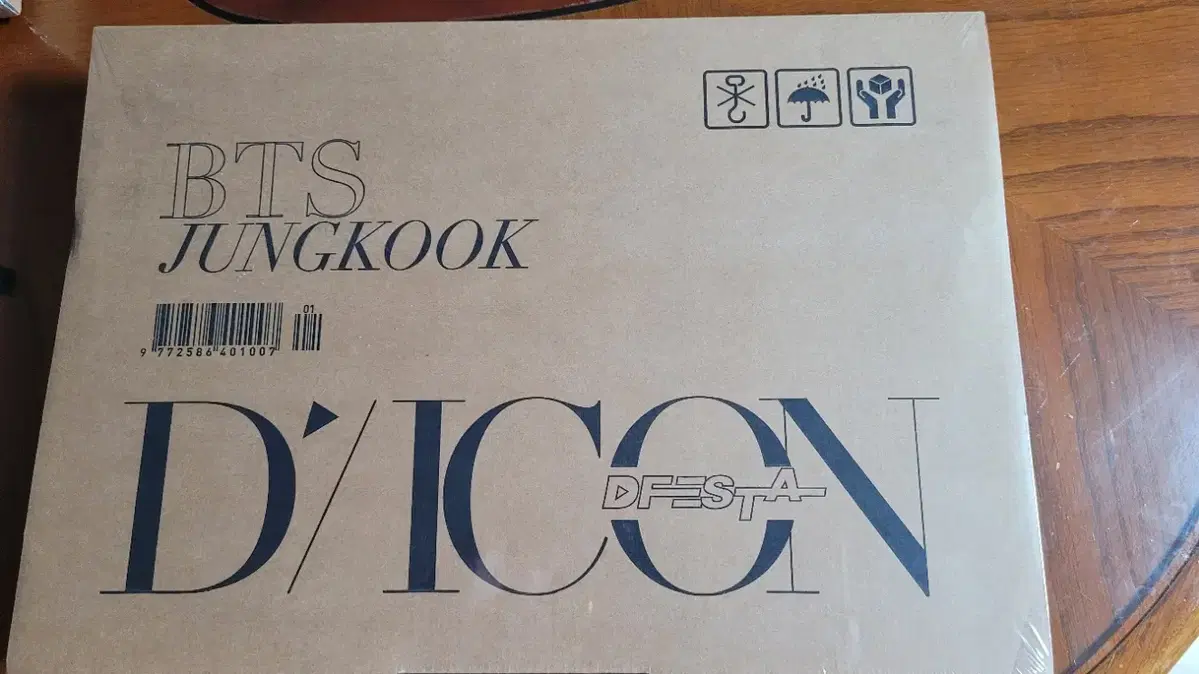 BTS
JUNGKOOK
01
9 772586 401007
D'/ICON
DFESTA